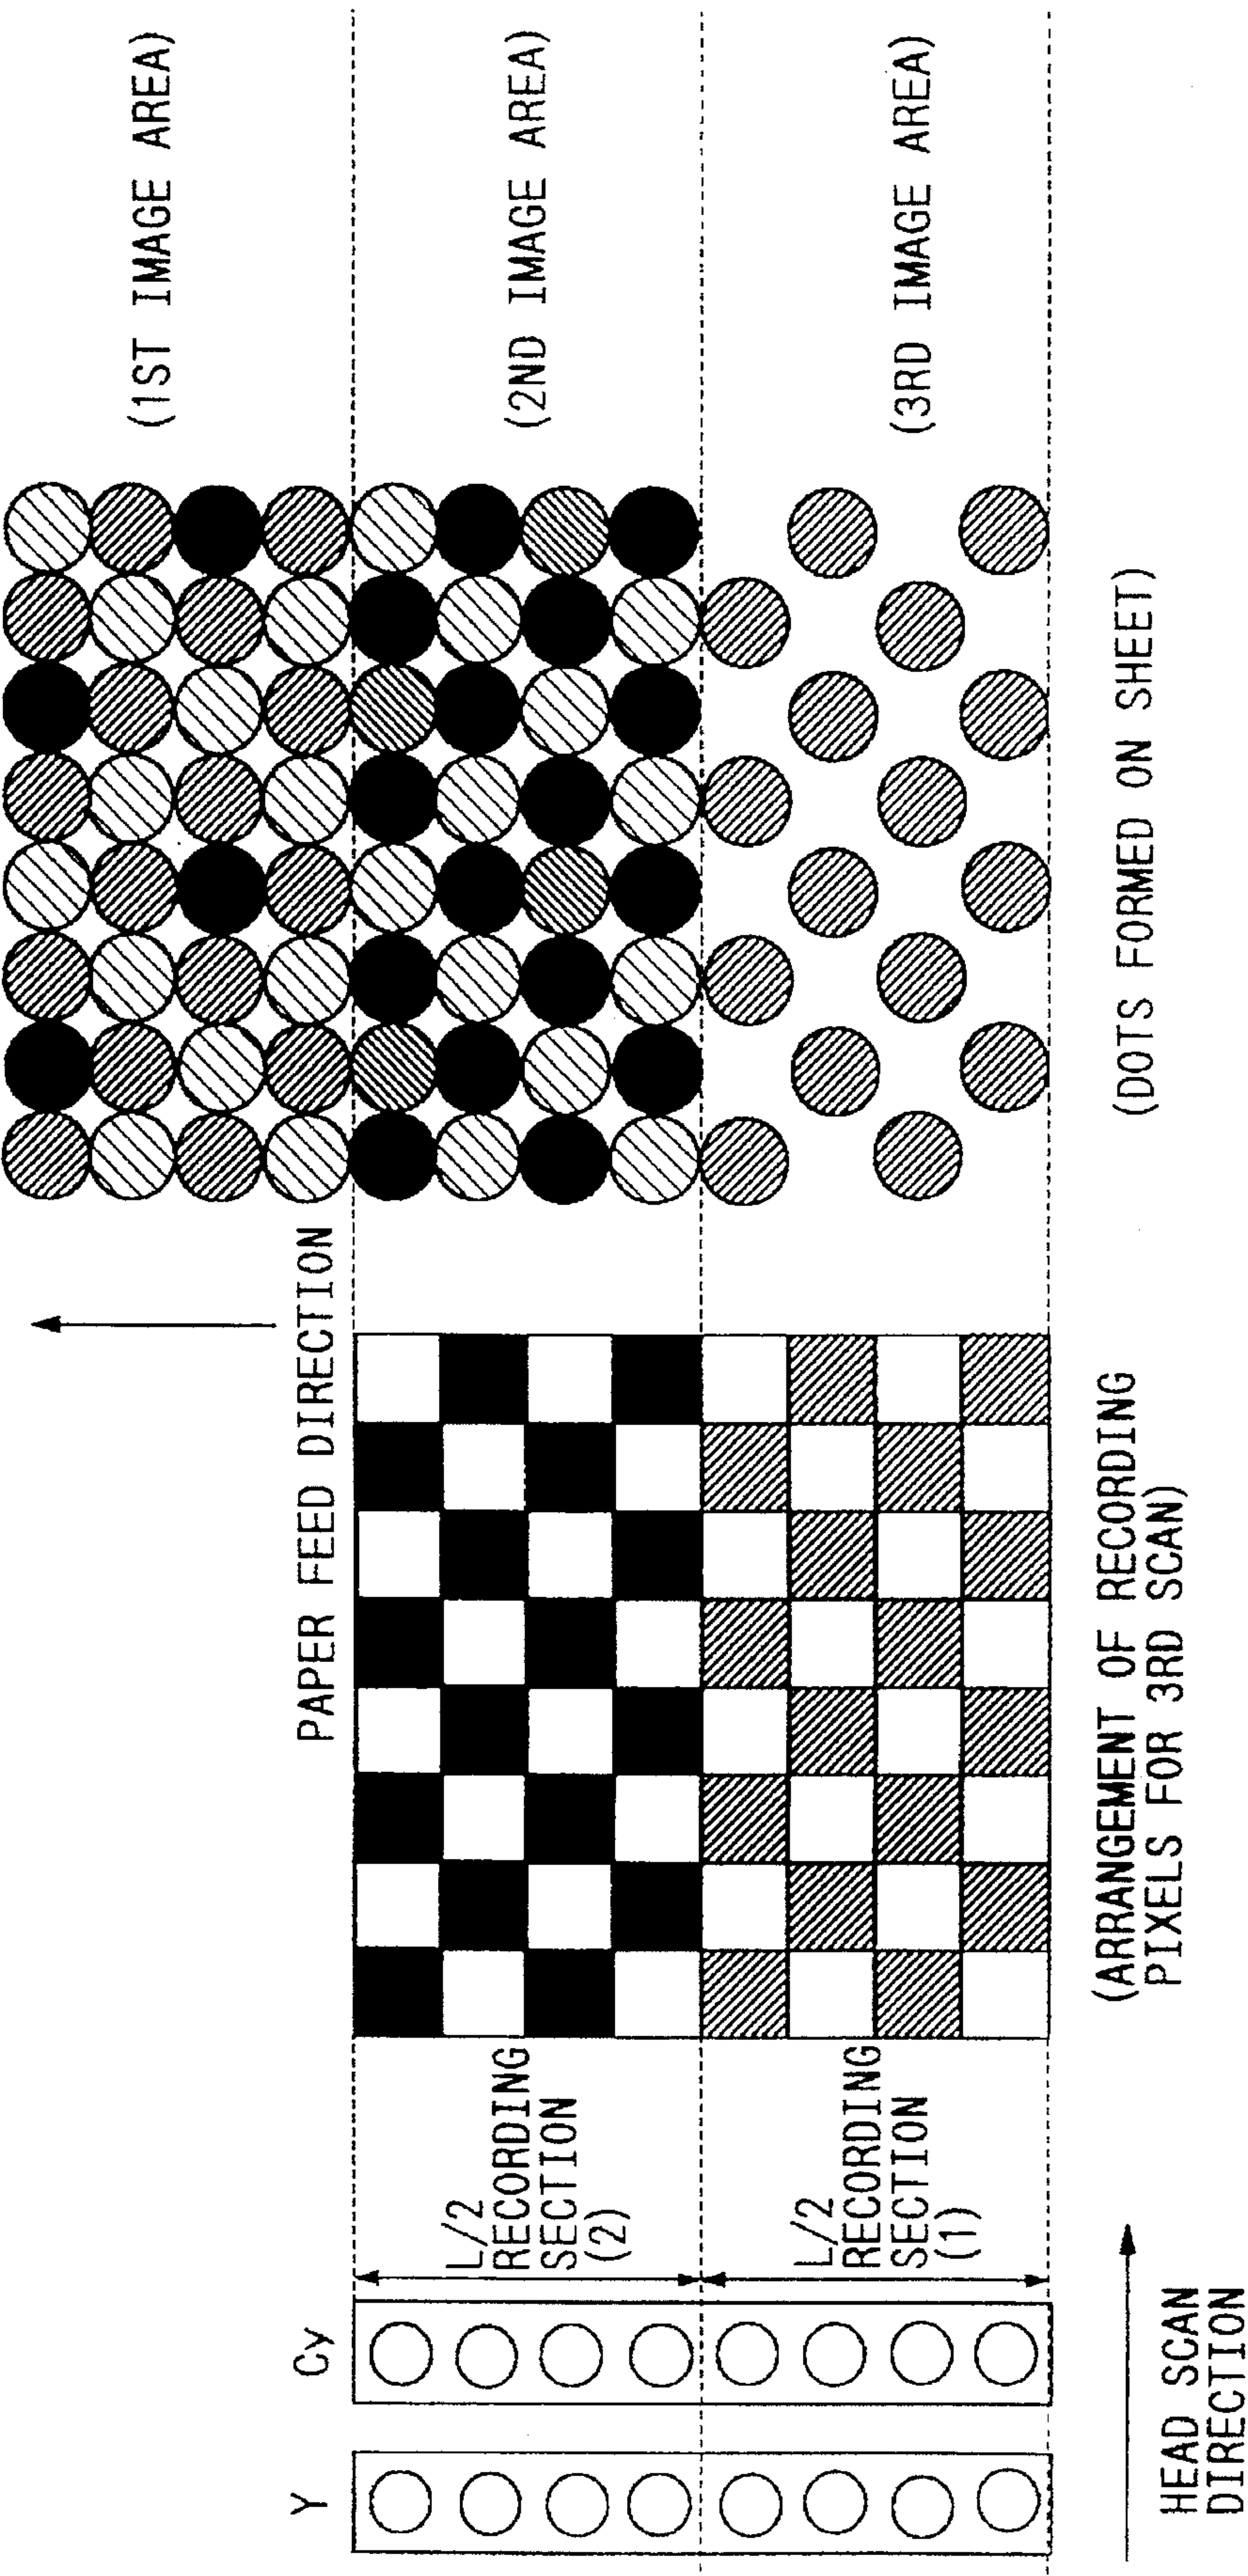 Y
Cy
L/2
RECORDING
SECTION
(2)
L/2
RECORDING
SECTION
(1)
HEAD SCAN
DIRECTION
PAPER FEED DIRECTION
(ARRANGEMENT OF RECORDING
PIXELS FOR 3RD SCAN)
(DOTS FORMED ON SHEET)
(1ST IMAGE AREA)
(2ND IMAGE AREA)
(3RD IMAGE AREA)